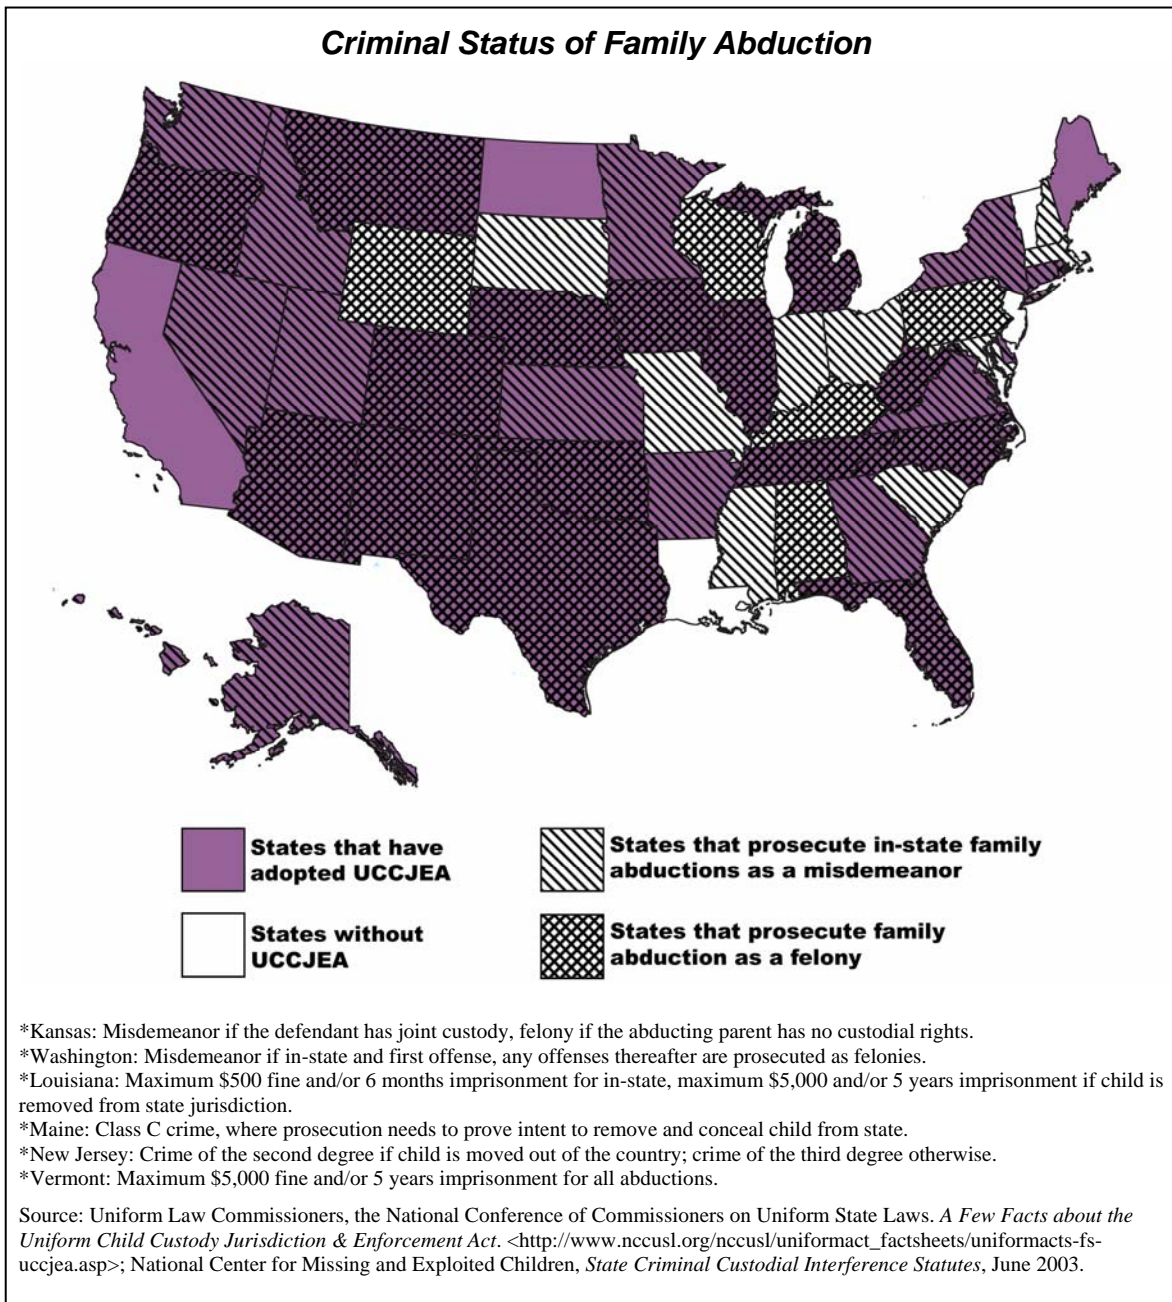 Criminal Status of Family Abduction
States that have
adopted UCCJEA
States that prosecute in-state family
abductions as a misdemeanor
States without
UCCJEA
States that prosecute family
abduction as a felony
*Kansas: Misdemeanor if the defendant has joint custody, felony if the abducting parent has no custodial rights.
*Washington: Misdemeanor if in-state and first offense, any offenses thereafter are prosecuted as felonies.
*Louisiana: Maximum $500 fine and/or 6 months imprisonment for in-state, maximum $5,000 and/or 5 years imprisonment if child is
removed from state jurisdiction.
*Maine: Class C crime, where prosecution needs to prove intent to remove and conceal child from state.
*New Jersey: Crime of the second degree if child is moved out of the country; crime of the third degree otherwise.
*Vermont: Maximum $5,000 fine and/or 5 years imprisonment for all abductions.
Source: Uniform Law Commissioners, the National Conference of Commissioners on Uniform State Laws. A Few Facts about the
Uniform Child Custody Jurisdiction & Enforcement Act. <http://www.nccusl.org/nccusl/uniformact_factsheets/uniformacts-fs-
uccjea.asp>; National Center for Missing and Exploited Children, State Criminal Custodial Interference Statutes, June 2003.